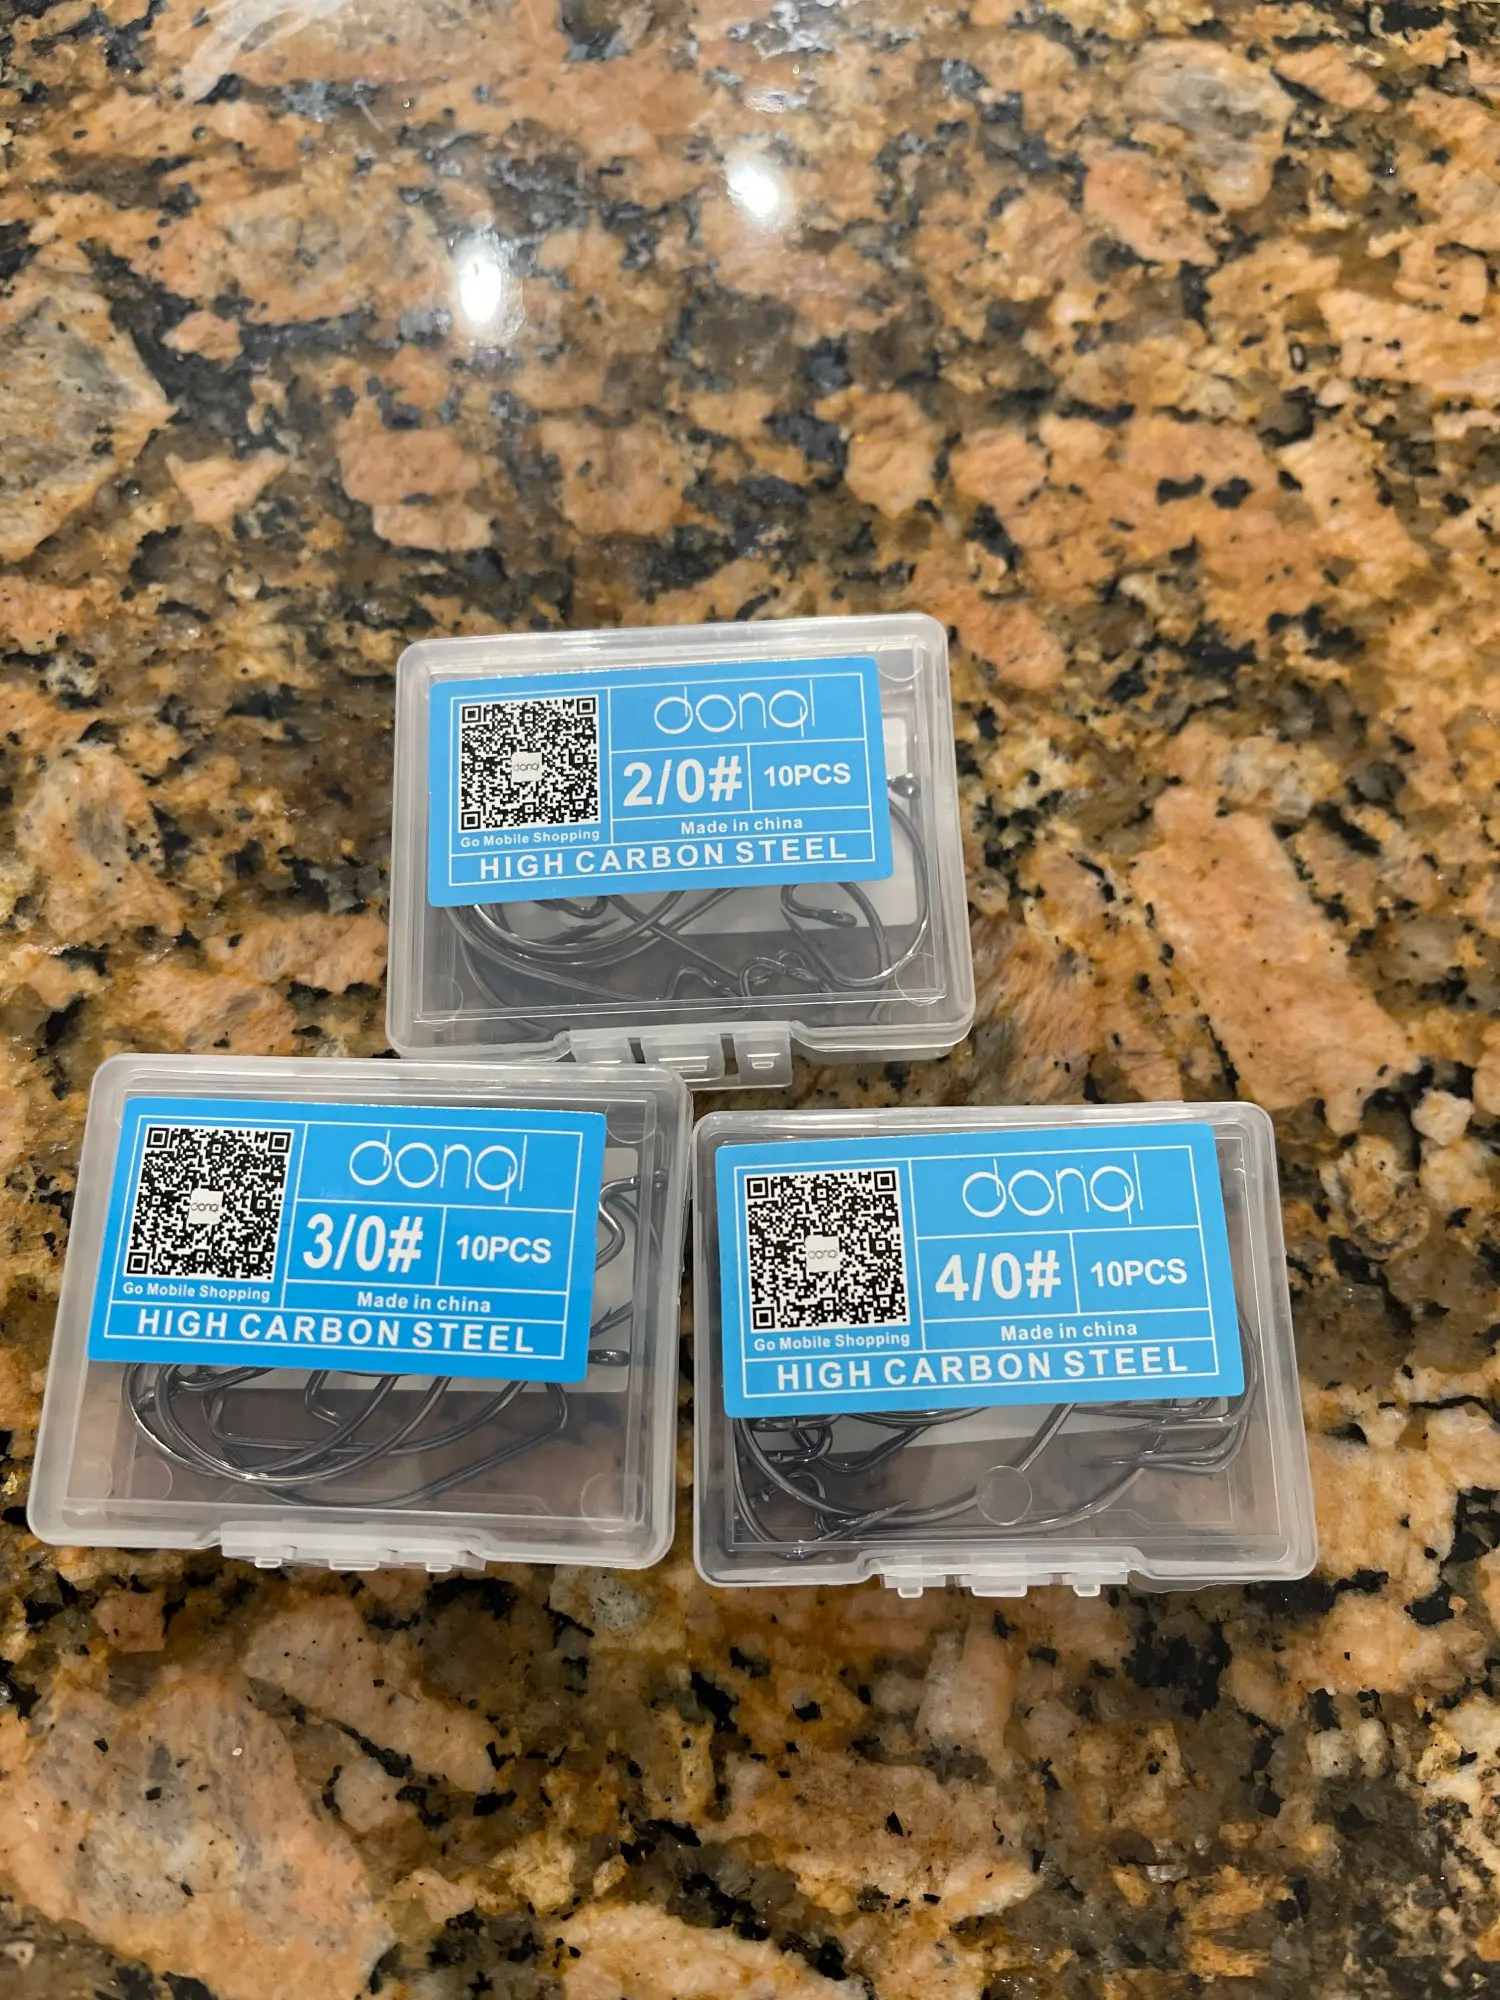 donql
2/0# 10PCS
Go Mobile Shopping
Made in china
HIGH CARBON STEEL
donql
3/0# 10PCS
Go Mobile Shopping
Made in china
HIGH CARBON STEEL
donql
4/0# 10PCS
Go Mobile Shopping
Made in china
HIGH CARBON STEEL